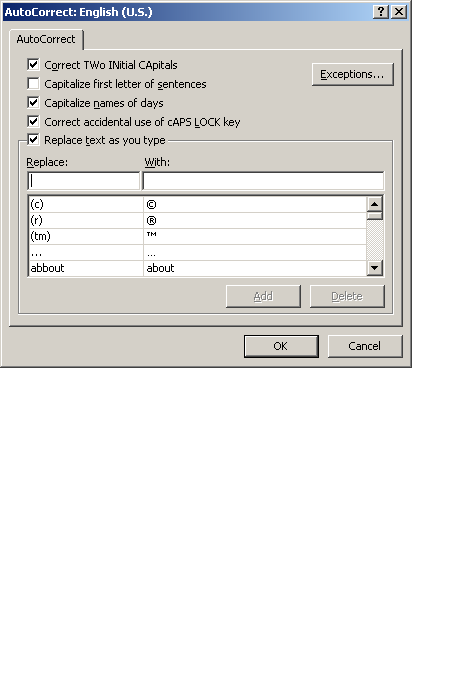 AutoCorrect: English (U.S.)
AutoCorrect
Correct TWo INitial CApitals
Exceptions...
Capitalize first letter of sentences
Capitalize names of days
Correct accidental use of cAPS LOCK key
Replace text as you type
Replace: With:
(c) ©
(r) ®
(tm) ™
... …
abbout about
Add Delete
OK Cancel